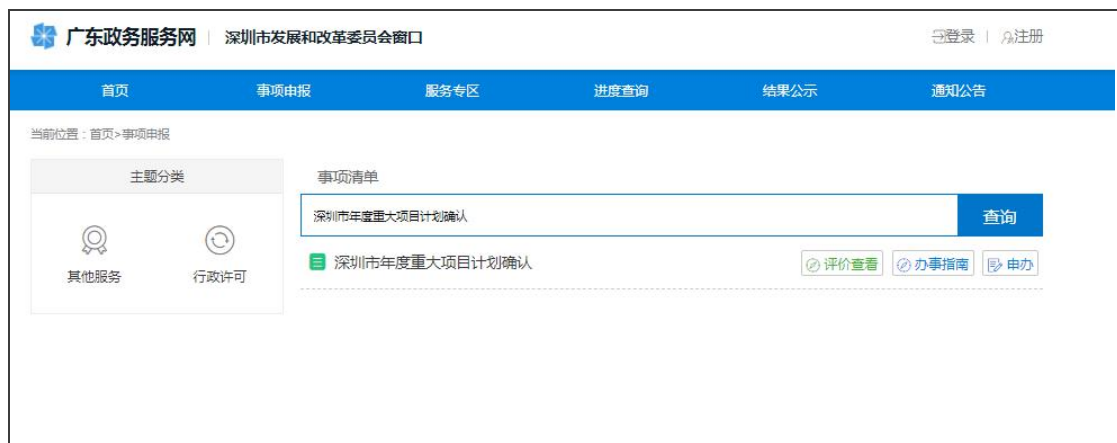 广东政务服务网 | 深圳市发展和改革委员会窗口 登录 | 注册
首页 事项申报 服务专区 进度查询 结果公示 通知公告
当前位置：首页>事项申报
主题分类
其他服务 行政许可
事项清单
深圳市年度重大项目计划确认 查询
深圳市年度重大项目计划确认 评价查看 办事指南 申办